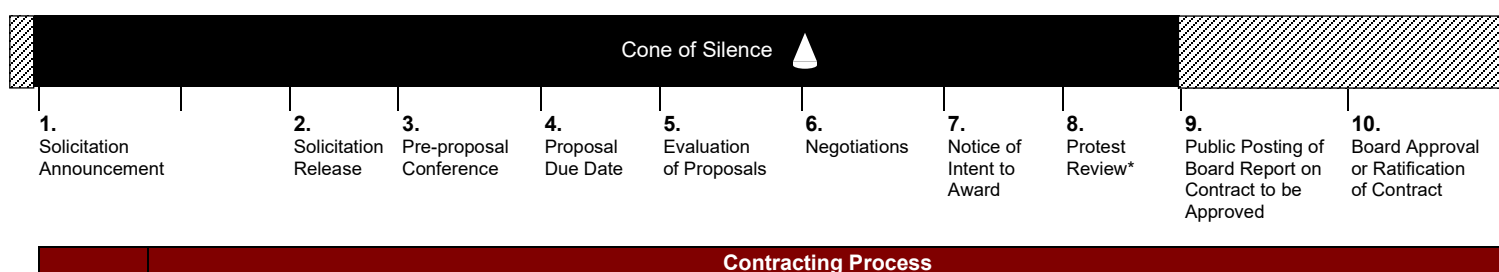 Cone of Silence
1.
Solicitation
Announcement
2.
Solicitation
Release
3.
Pre-proposal
Conference
4.
Proposal
Due Date
5.
Evaluation
of Proposals
6.
Negotiations
7.
Notice of
Intent to
Award
8.
Protest
Review*
9.
Public Posting of
Board Report on
Contract to be
Approved
10.
Board Approval
or Ratification
of Contract
Contracting Process